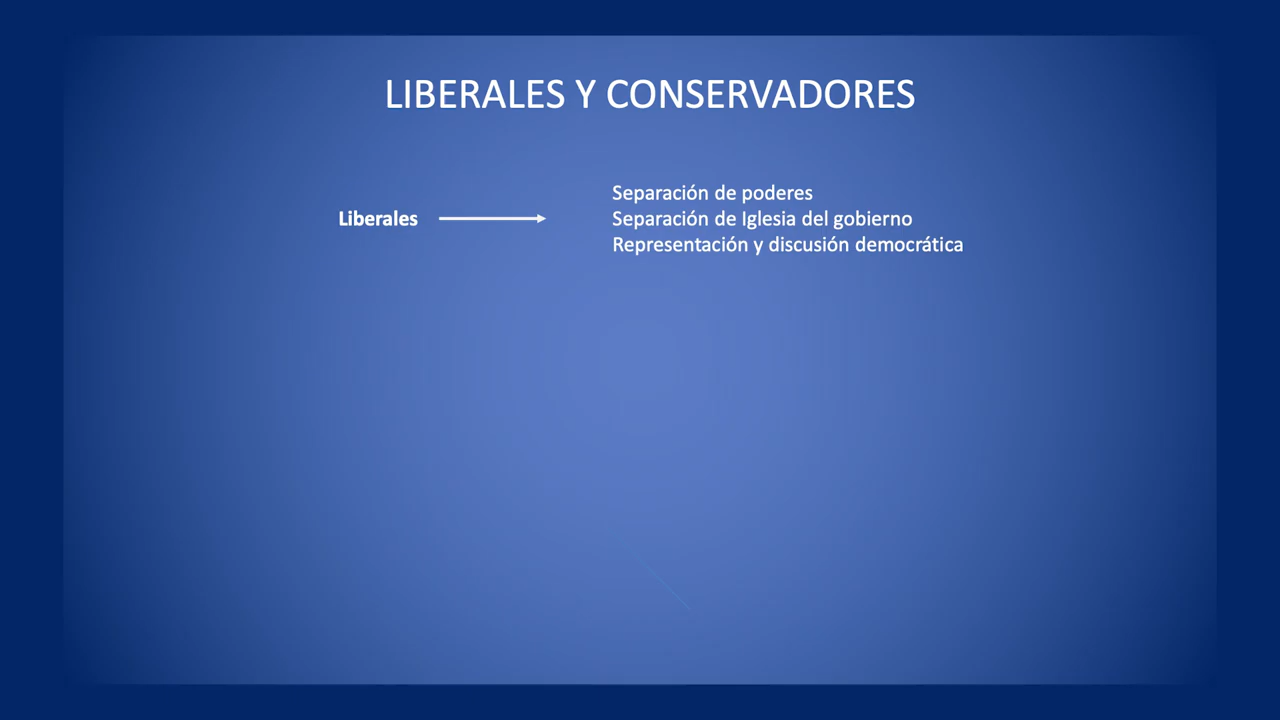 LIBERALES Y CONSERVADORES
Separación de poderes
Liberales
Separación de Iglesia del gobierno
Representación y discusión democrática